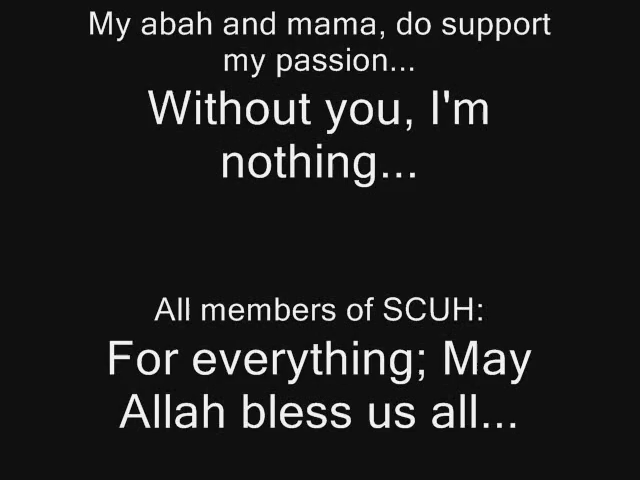 My abah and mama, do support
my passion...
Without you, I'm
nothing...
All members of SCUH:
For everything; May
Allah bless us all...